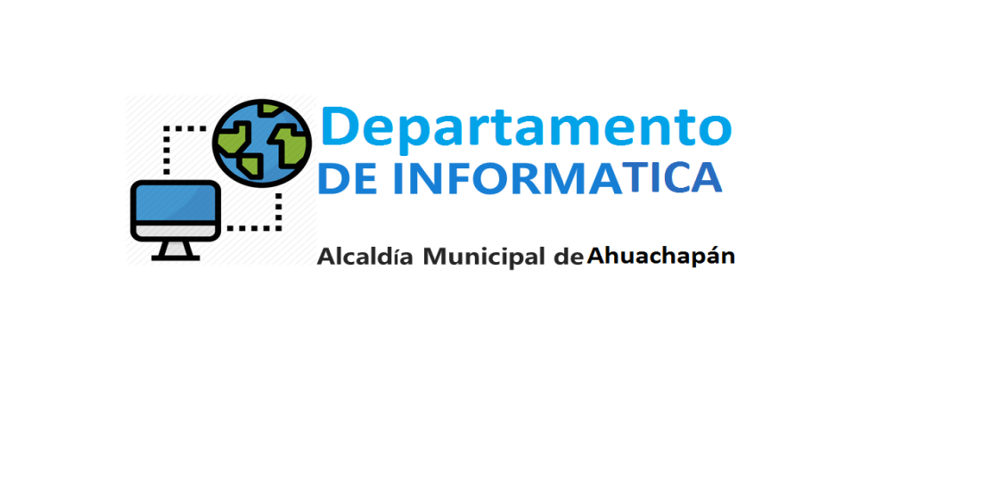 Departamento
DE INFORMATICA
Alcaldía Municipal de Ahuachapán